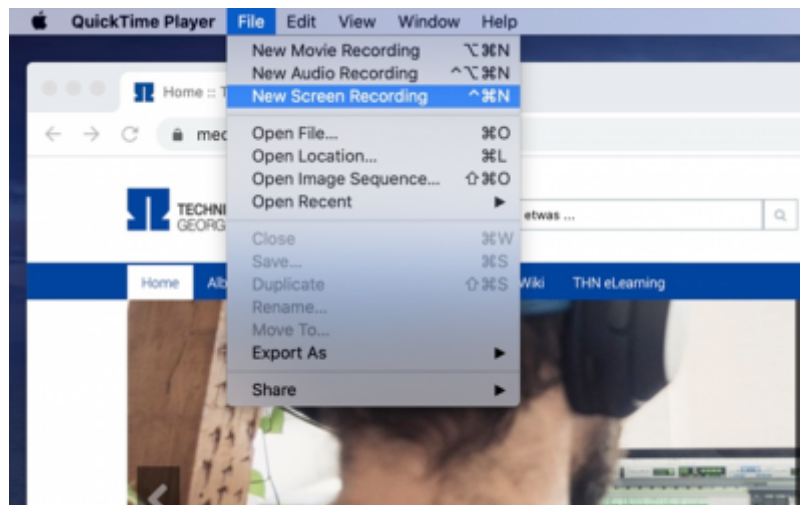 QuickTime Player File Edit View Window Help
New Movie Recording ⌥⌘N
New Audio Recording ^⌥⌘N
New Screen Recording ^⌘N
Home ::
Open File... ⌘O
Open Location... ⌘L
Open Image Sequence... ⇧⌘O
Open Recent
etwas ...
TECHNI
GEORG
Close ⌘W
Save... ⌘S
Duplicate ⇧⌘S
Rename...
Move To...
Export As
Share
Home Alb Wiki THN eLearning